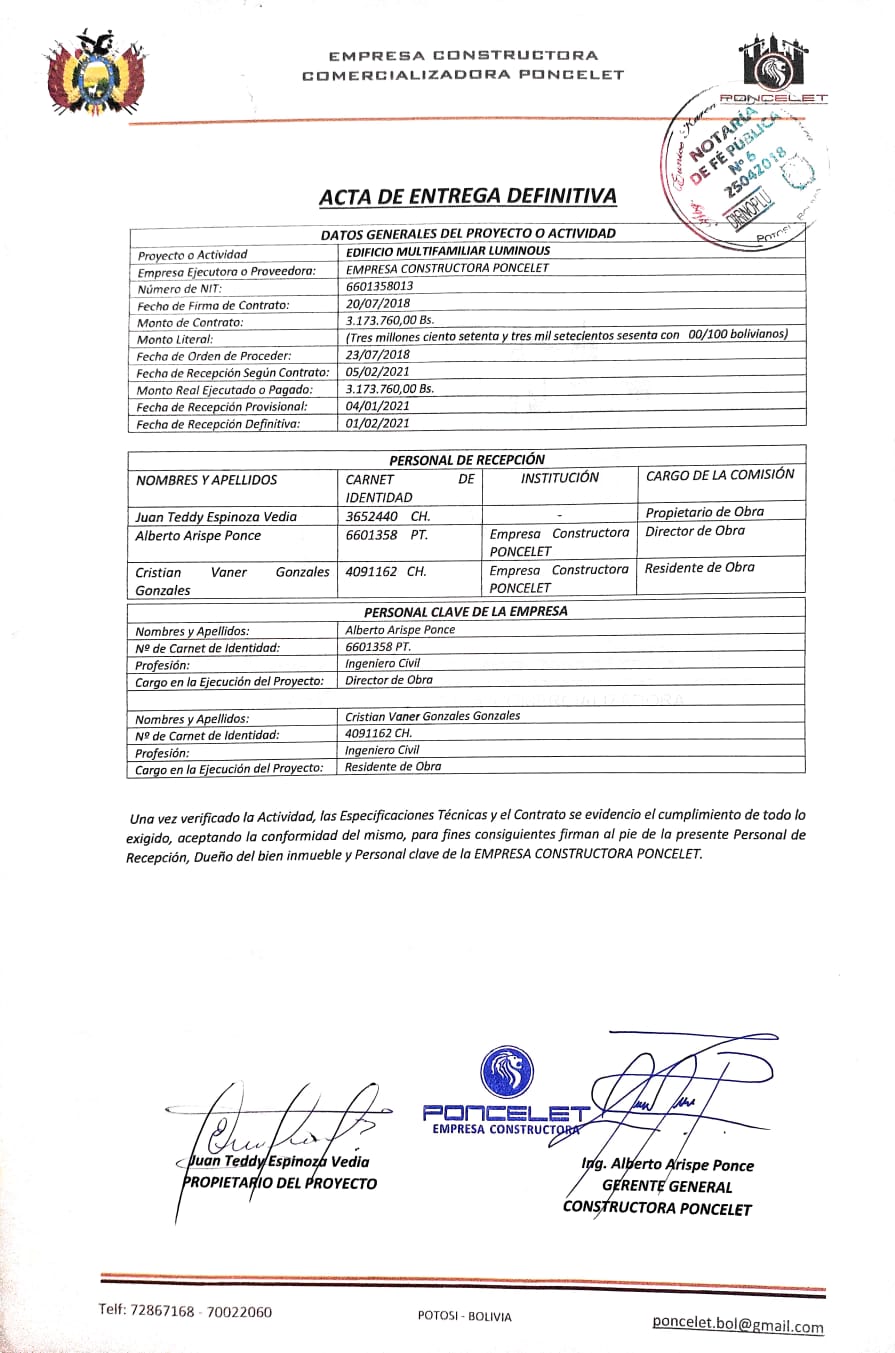 EMPRESA CONSTRUCTORA
COMERCIALIZADORA PONCELET
PONCELET
NOTARÍA
DE FÉ PÚBLICA
Nº 6
25042018
DIRNOPLU
POTOSI
ACTA DE ENTREGA DEFINITIVA
DATOS GENERALES DEL PROYECTO O ACTIVIDAD
Proyecto o Actividad EDIFICIO MULTIFAMILIAR LUMINOUS
Empresa Ejecutora o Proveedora: EMPRESA CONSTRUCTORA PONCELET
Número de NIT: 6601358013
Fecha de Firma de Contrato: 20/07/2018
Monto de Contrato: 3.173.760,00 Bs.
Monto Literal: (Tres millones ciento setenta y tres mil setecientos sesenta con 00/100 bolivianos)
Fecha de Orden de Proceder: 23/07/2018
Fecha de Recepción Según Contrato: 05/02/2021
Monto Real Ejecutado o Pagado: 3.173.760,00 Bs.
Fecha de Recepción Provisional: 04/01/2021
Fecha de Recepción Definitiva: 01/02/2021
PERSONAL DE RECEPCIÓN
NOMBRES Y APELLIDOS CARNET DE INSTITUCIÓN CARGO DE LA COMISIÓN
IDENTIDAD
Juan Teddy Espinoza Vedia 3652440 CH. - Propietario de Obra
Alberto Arispe Ponce 6601358 PT. Empresa Constructora Director de Obra
PONCELET
Cristian Vaner Gonzales 4091162 CH. Empresa Constructora Residente de Obra
Gonzales PONCELET
PERSONAL CLAVE DE LA EMPRESA
Nombres y Apellidos: Alberto Arispe Ponce
Nº de Carnet de Identidad: 6601358 PT.
Profesión: Ingeniero Civil
Cargo en la Ejecución del Proyecto: Director de Obra
Nombres y Apellidos: Cristian Vaner Gonzales Gonzales
Nº de Carnet de Identidad: 4091162 CH.
Profesión: Ingeniero Civil
Cargo en la Ejecución del Proyecto: Residente de Obra
Una vez verificado la Actividad, las Especificaciones Técnicas y el Contrato se evidencio el cumplimiento de todo lo
exigido, aceptando la conformidad del mismo, para fines consiguientes firman al pie de la presente Personal de
Recepción, Dueño del bien inmueble y Personal clave de la EMPRESA CONSTRUCTORA PONCELET.
PONCELET
EMPRESA CONSTRUCTORA
Juan Teddy Espinoza Vedia
PROPIETARIO DEL PROYECTO
Ing. Alberto Arispe Ponce
GERENTE GENERAL
CONSTRUCTORA PONCELET
Telf: 72867168 - 70022060
POTOSI - BOLIVIA
poncelet.bol@gmail.com